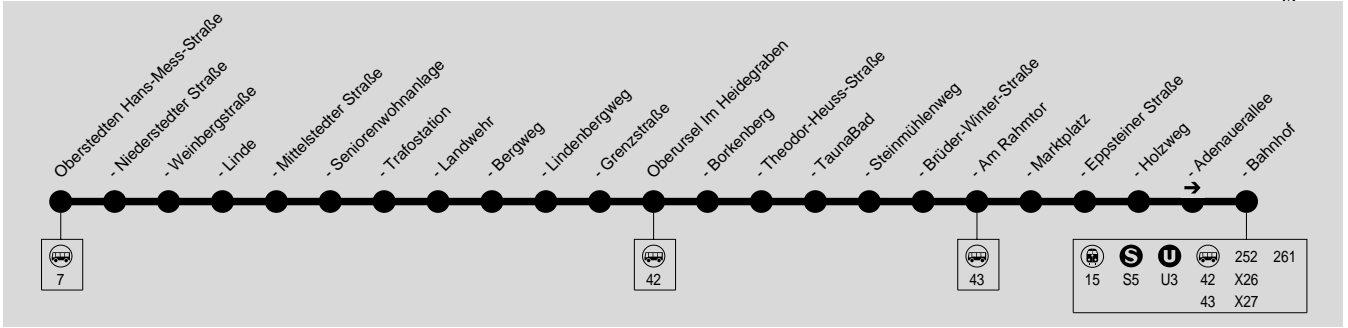 Oberstedten Hans-Mess-Straße
- Niederstedter Straße
- Weinbergstraße
- Linde
- Mittelstedter Straße
- Seniorenwohnanlage
- Trafostation
- Landwehr
- Bergweg
- Lindenbergweg
- Grenzstraße
Oberursel Im Heidegraben
- Borkenberg
- Theodor-Heuss-Straße
- TaunaBad
- Steinmühlenweg
- Brüder-Winter-Straße
- Am Rahmtor
- Marktplatz
- Eppsteiner Straße
- Holzweg
- Adenauerallee
- Bahnhof
7
42
43
S U 252 261
15 S5 U3 42 X26
43 X27